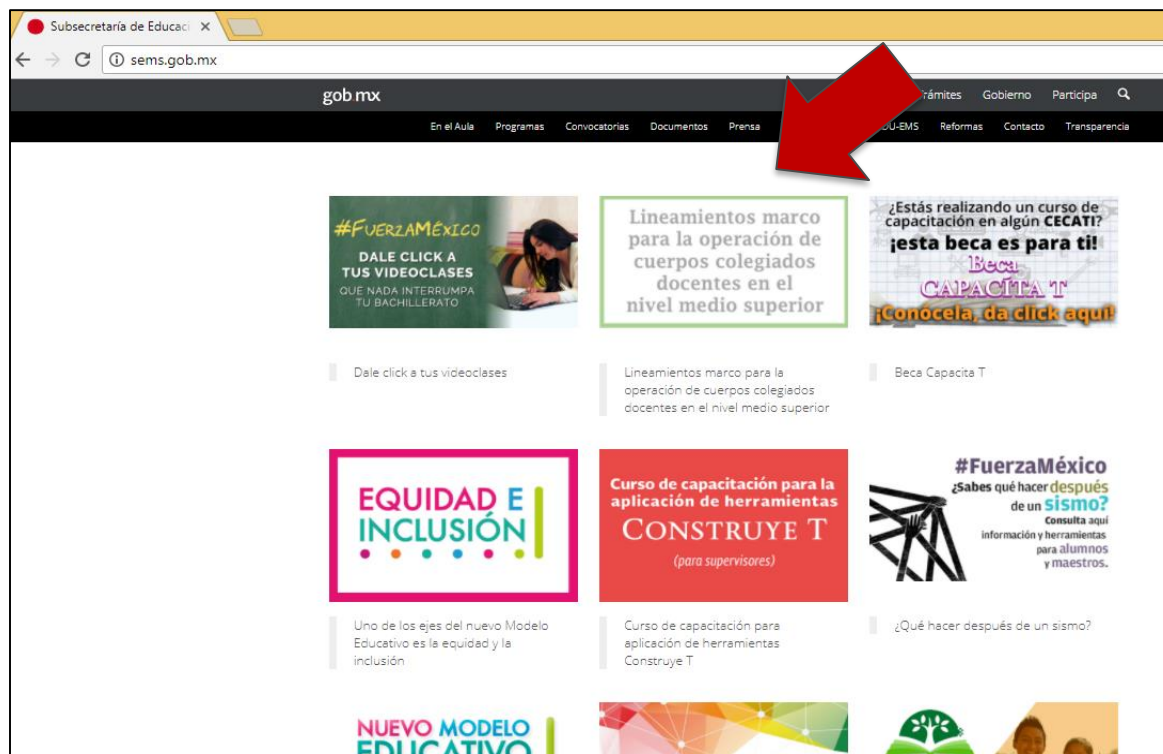 Subsecretaría de Educaci
sems.gob.mx
gob.mx
Gobierno Participa
En el Aula Programas Convocatorias Documentos Prensa Reformas Contacto Transparencia
#FUERZAMÉXICO
DALE CLICK A
TUS VIDEOCLASES
QUE NADA INTERRUMPA
TU BACHILLERATO
Lineamientos marco
para la operación de
cuerpos colegiados
docentes en el
nivel medio superior
¿Estás realizando un curso de
capacitación en algún CECATI?
¡esta beca es para ti!
Beca
CAPACÍTA T
¡Conócela, da click aquí!
Dale click a tus videoclases
Lineamientos marco para la
operación de cuerpos colegiados
docentes en el nivel medio superior
Beca Capacita T
EQUIDAD E
INCLUSIÓN
Curso de capacitación para la
aplicación de herramientas
CONSTRUYE T
(para supervisores)
#FuerzaMéxico
¿Sabes qué hacer después
de un sismo?
Consulta aquí
información y herramientas
para alumnos
y maestros.
Uno de los ejes del nuevo Modelo
Educativo es la equidad y la
inclusión
Curso de capacitación para
aplicación de herramientas
Construye T
¿Qué hacer después de un sismo?
NUEVO MODELO
EDUCATIVO